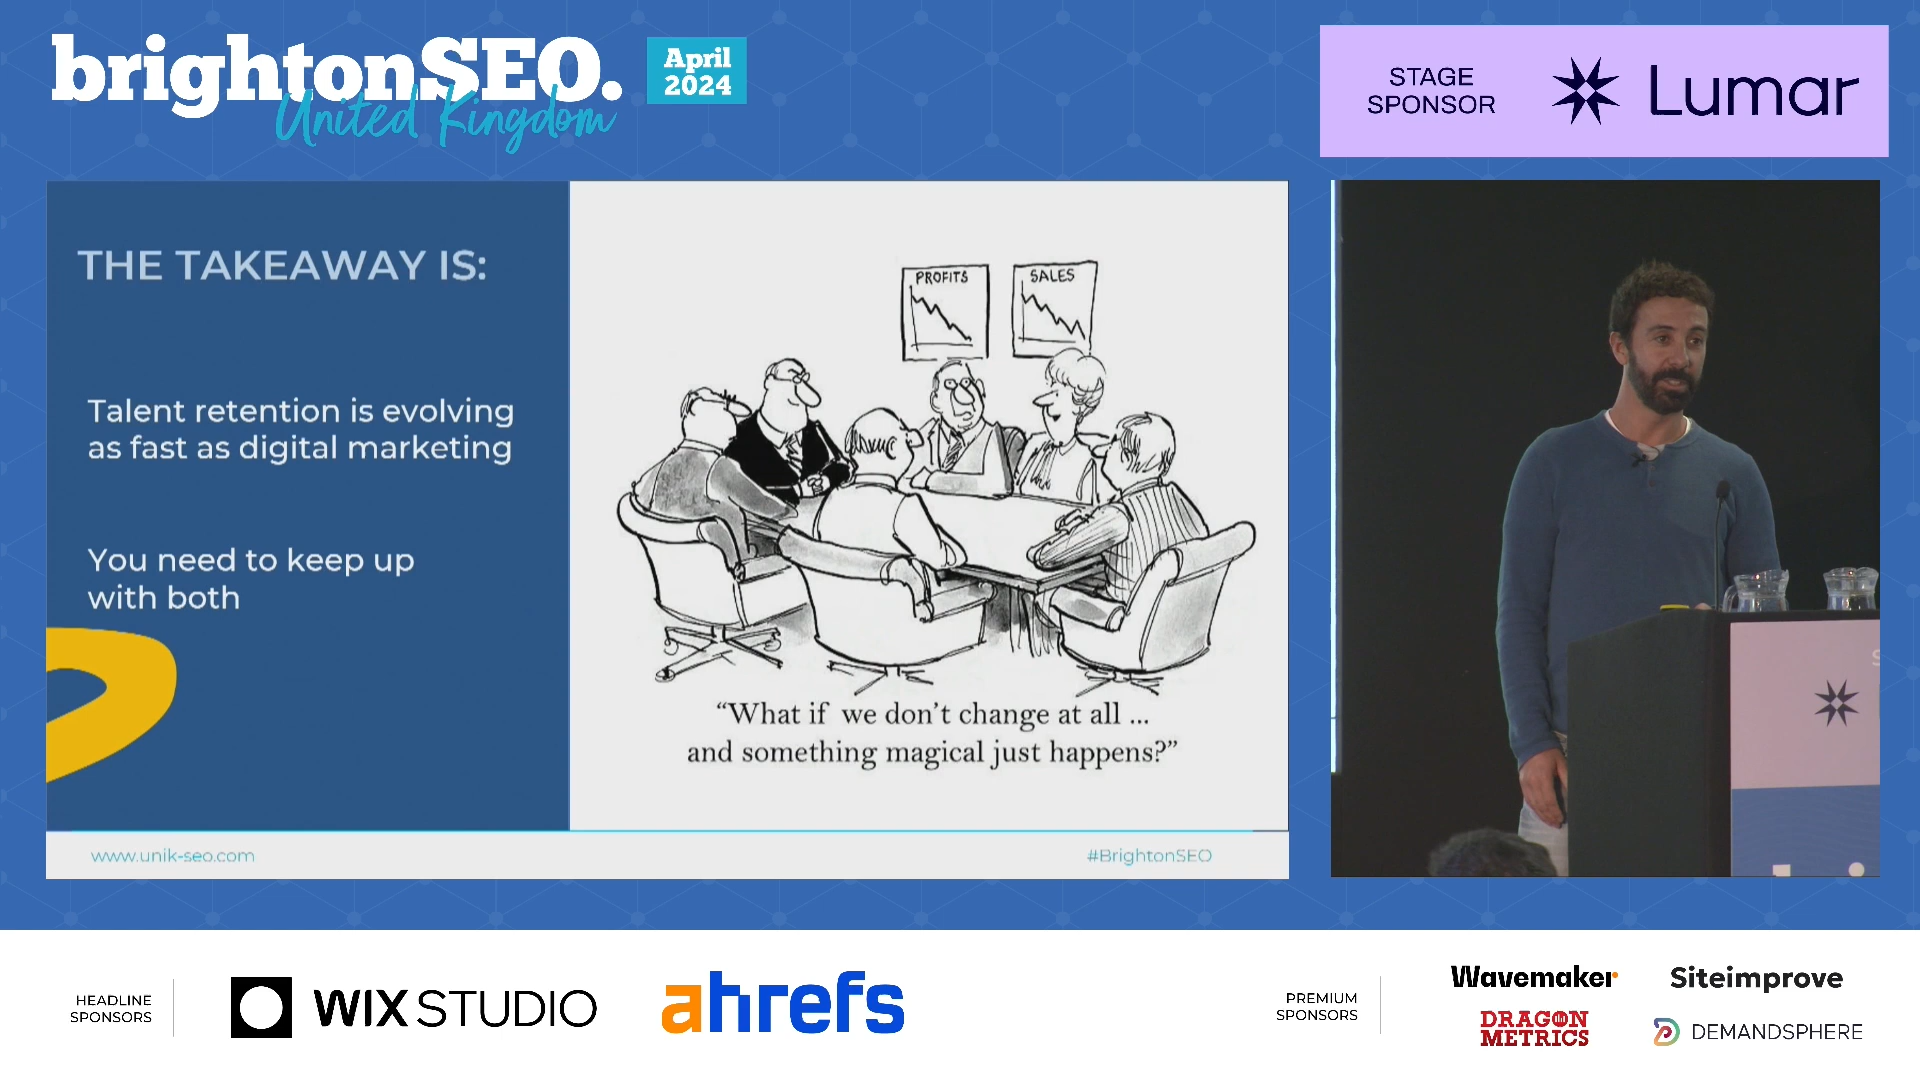 brightonSEO.
United Kingdom
April
2024
STAGE
SPONSOR
Lumar
THE TAKEAWAY IS:
Talent retention is evolving
as fast as digital marketing
You need to keep up
with both
PROFITS
SALES
“What if we don’t change at all ...
and something magical just happens?”
www.unik-seo.com
#BrightonSEO
HEADLINE
SPONSORS
WIX STUDIO
ahrefs
PREMIUM
SPONSORS
Wavemaker
Siteimprove
DRAGON
METRICS
DEMANDSPHERE